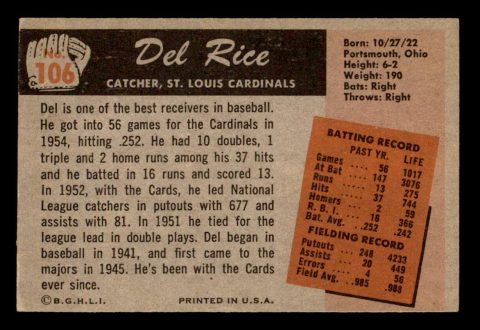 No.
106
Del Rice
CATCHER, ST. LOUIS CARDINALS
Born: 10/27/22
Portsmouth, Ohio
Height: 6-2
Weight: 190
Bats: Right
Throws: Right
Del is one of the best receivers in baseball.
He got into 56 games for the Cardinals in
1954, hitting .252. He had 10 doubles, 1
triple and 2 home runs among his 37 hits
and he batted in 16 runs and scored 13.
In 1952, with the Cards, he led National
League catchers in putouts with 677 and
assists with 81. In 1951 he tied for the
league lead in double plays. Del began in
baseball in 1941, and first came to the
majors in 1945. He's been with the Cards
ever since.
©B.G.H.L.I. PRINTED IN U.S.A.
BATTING RECORD
PAST YR. LIFE
Games 56 1017
At Bat 147 3076
Runs 13 275
Hits 37 744
Homers 2 59
R. B. I. 16 366
Bat. Avg. .252 .242
FIELDING RECORD
Putouts 248 4233
Assists 20 449
Errors 4 56
Field Avg. .985 .988